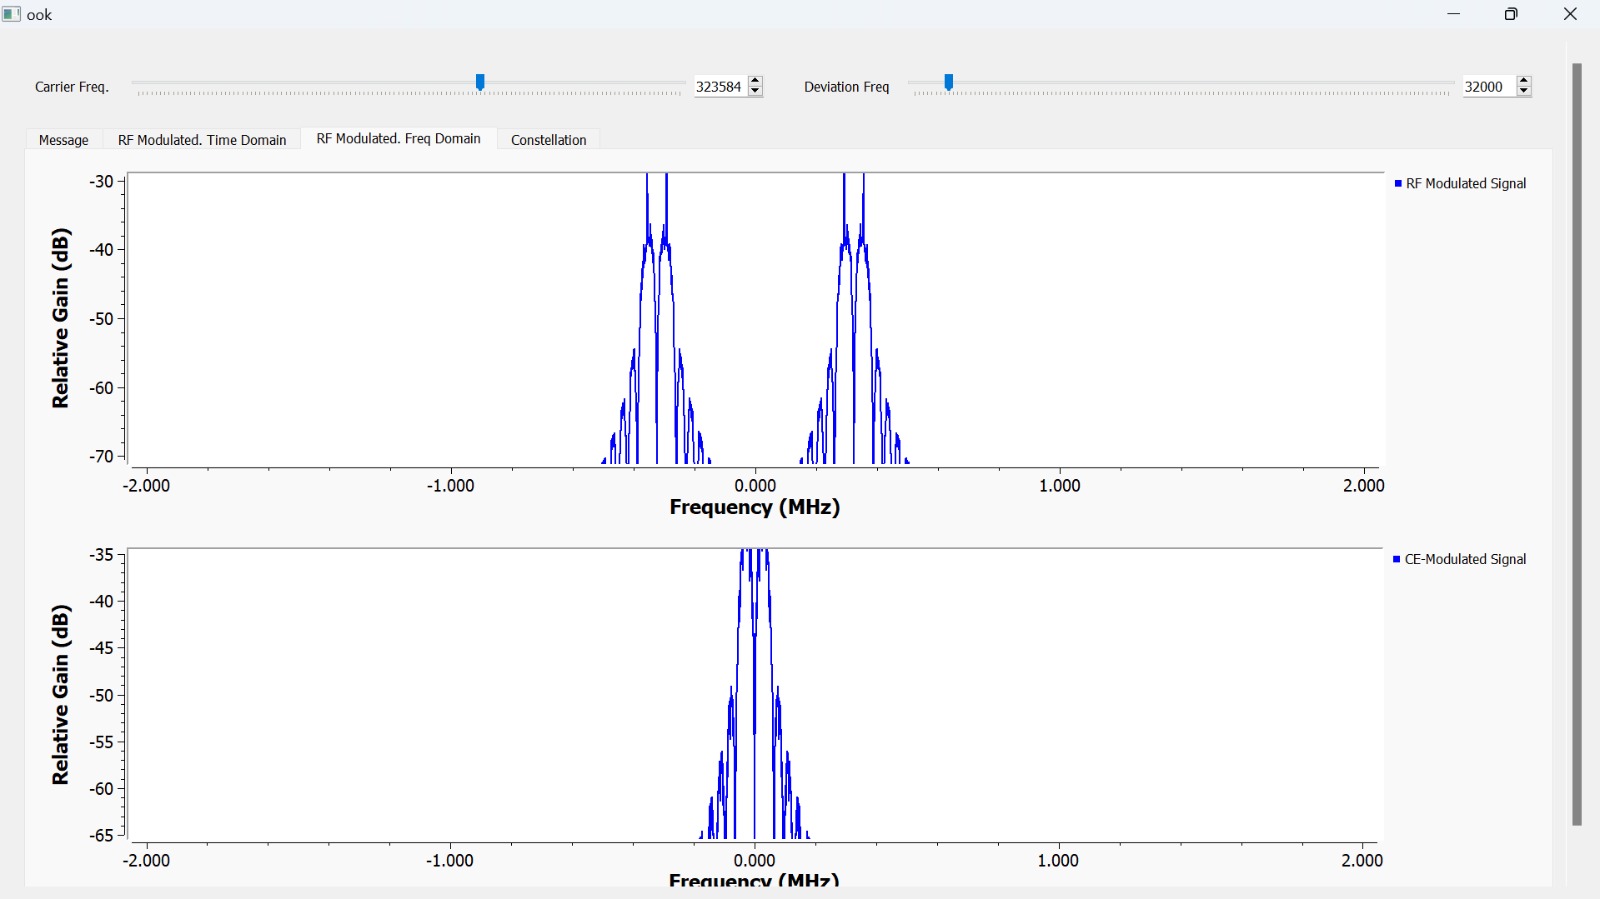 ook
Carrier Freq. 323584 Deviation Freq 32000
Message RF Modulated. Time Domain RF Modulated. Freq Domain Constellation
RF Modulated Signal
Relative Gain (dB)
-30
-40
-50
-60
-70
-2.000 -1.000 0.000 1.000 2.000
Frequency (MHz)
CE-Modulated Signal
Relative Gain (dB)
-35
-40
-45
-50
-55
-60
-65
-2.000 -1.000 0.000 1.000 2.000
Frequency (MHz)